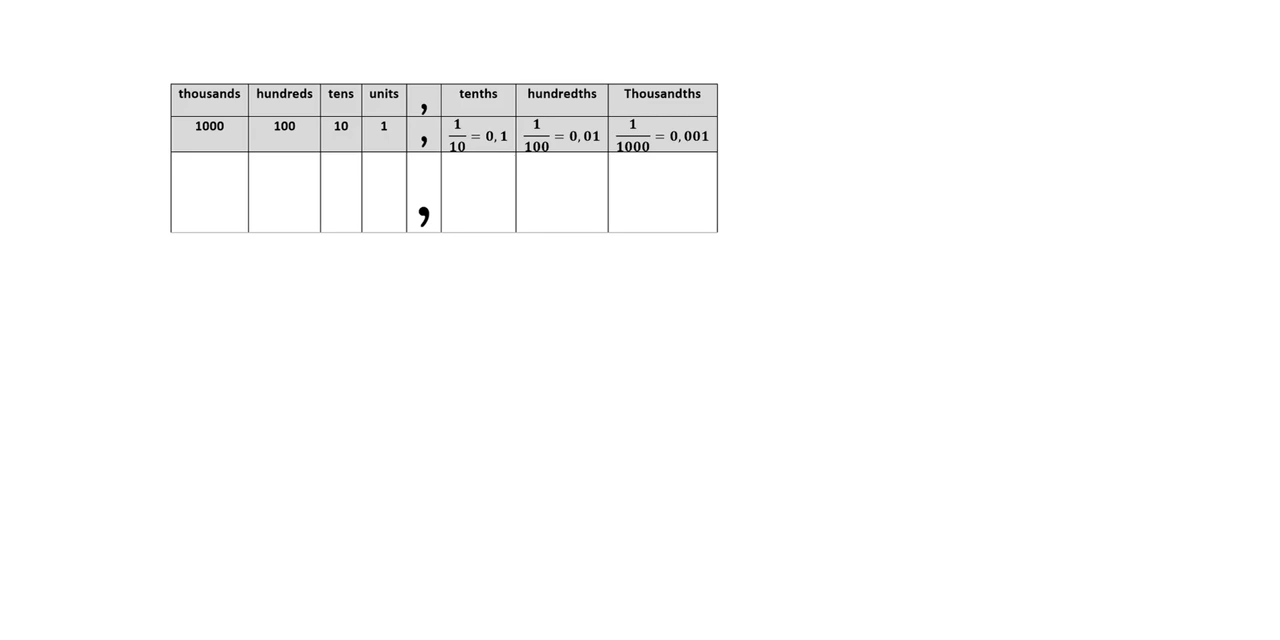 thousands hundreds tens units , tenths hundredths Thousandths
1000 100 10 1 , 1/10 = 0, 1 1/100 = 0, 01 1/1000 = 0, 001
,